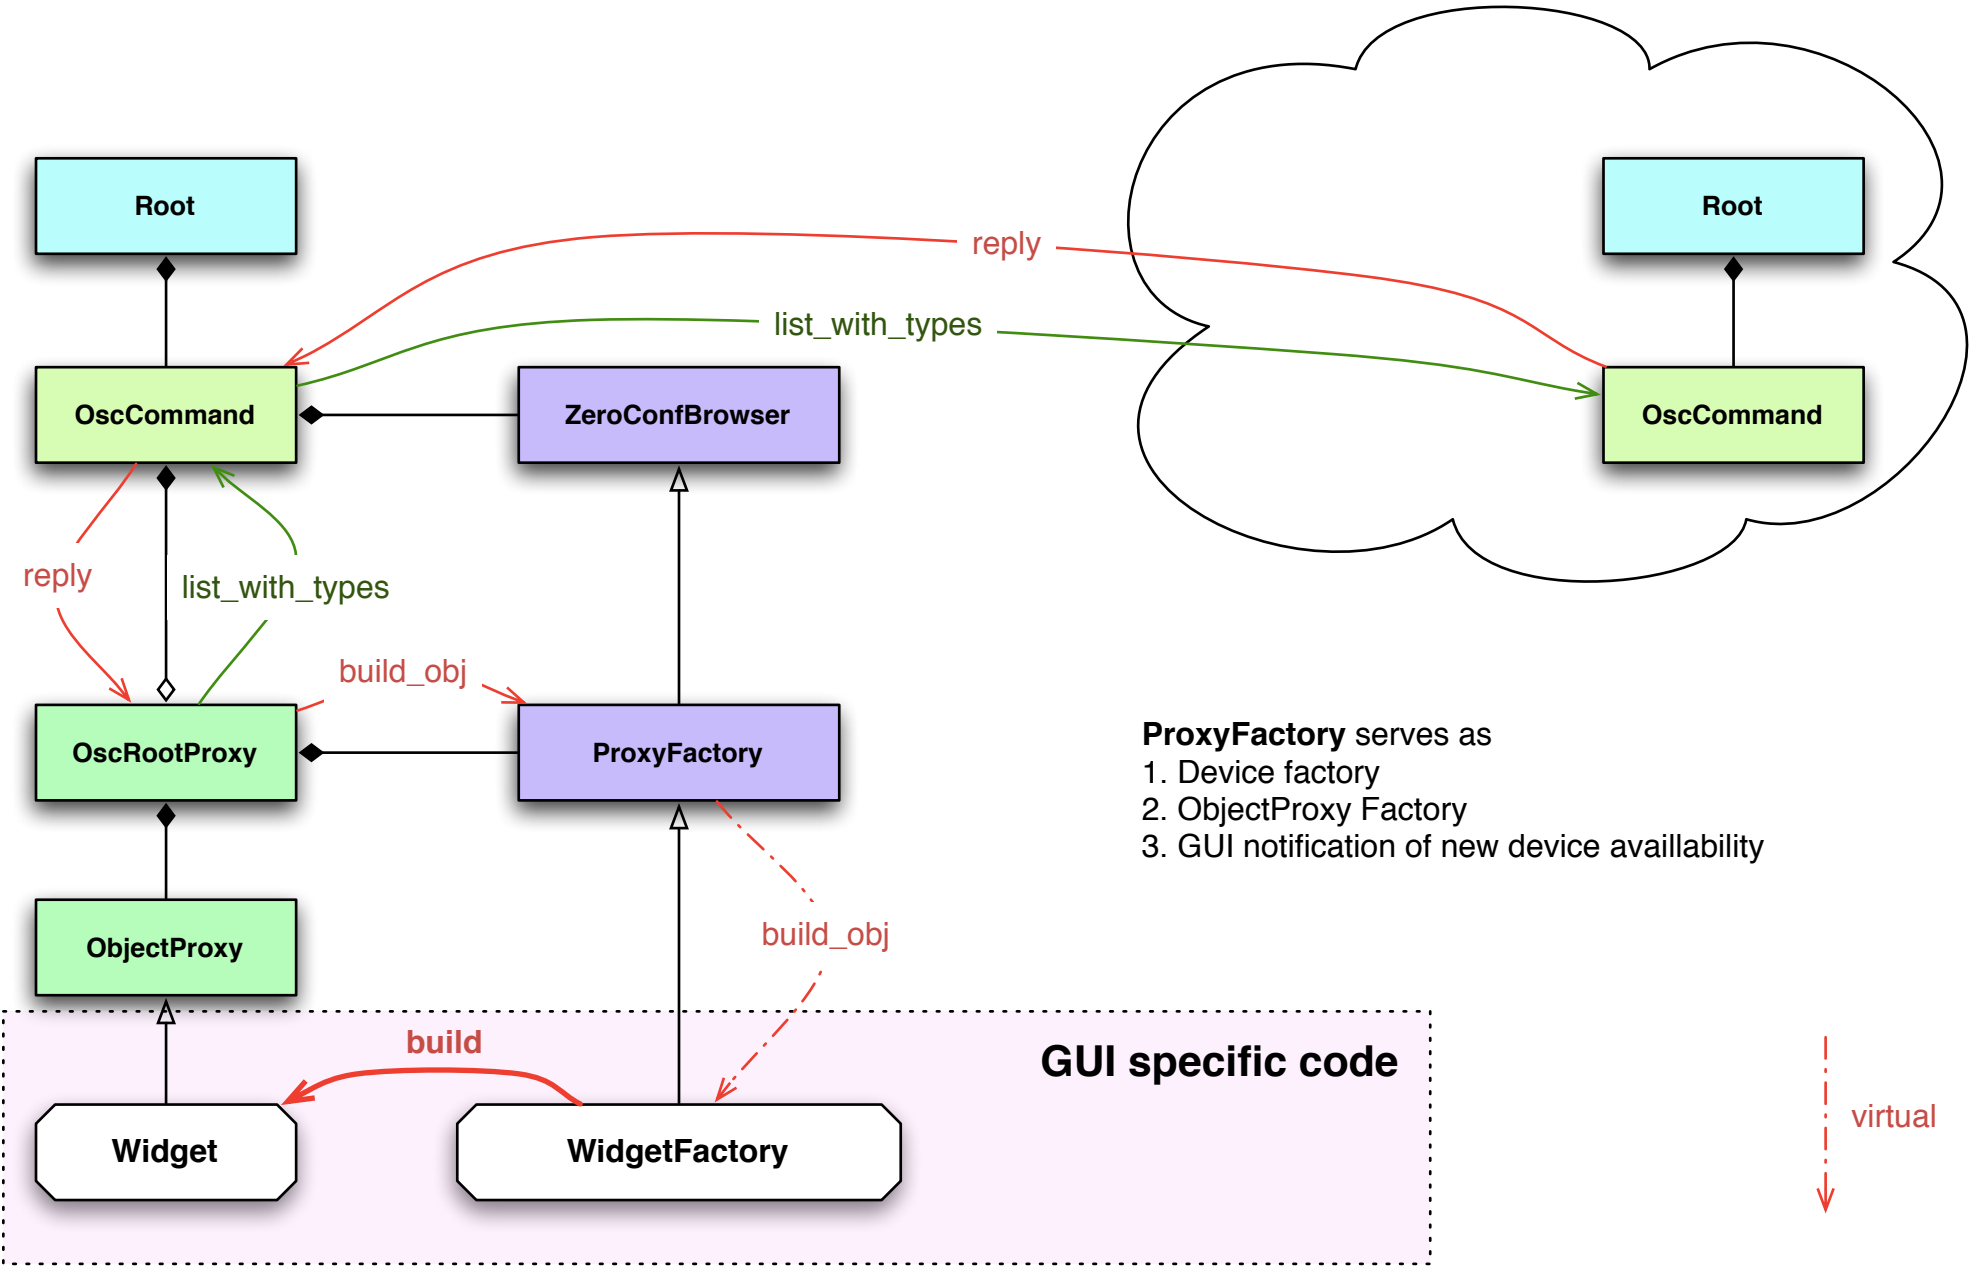 Root
Root
reply
list_with_types
OscCommand
ZeroConfBrowser
OscCommand
reply
list_with_types
build_obj
OscRootProxy
ProxyFactory
ProxyFactory serves as
1. Device factory
2. ObjectProxy Factory
3. GUI notification of new device availlability
build_obj
ObjectProxy
build
GUI specific code
virtual
Widget
WidgetFactory